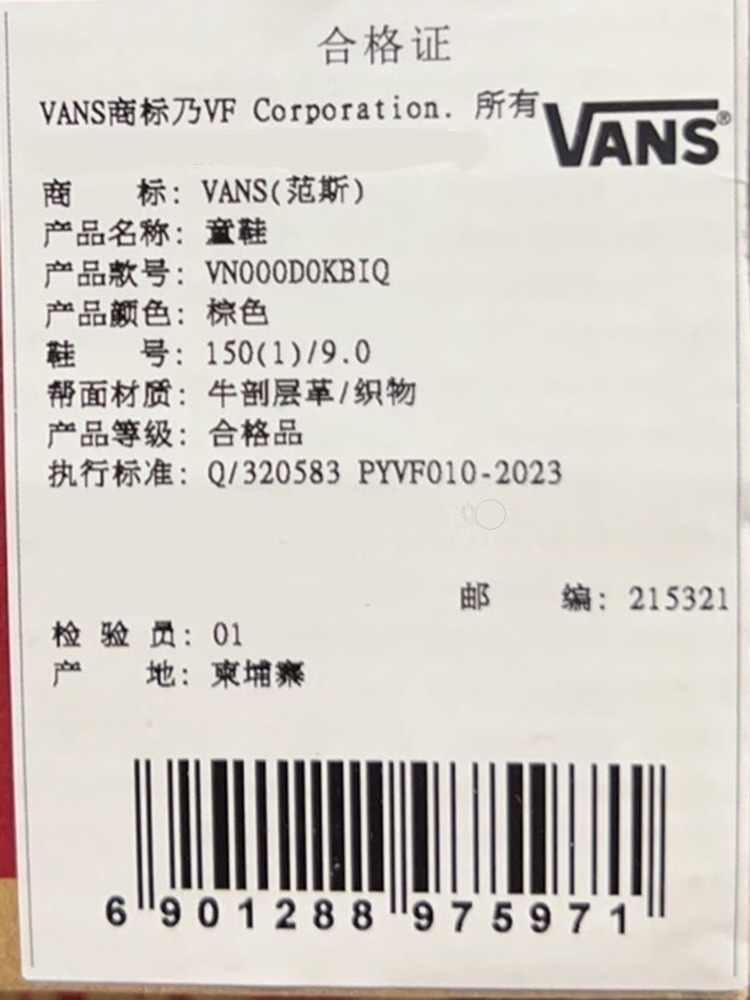 合格证
VANS商标乃VF Corporation. 所有
VANS®
商　　标: VANS(范斯)
产品名称: 童鞋
产品款号: VN000D0KBIQ
产品颜色: 棕色
鞋　　号: 150(1)/9.0
帮面材质: 牛剖层革/织物
产品等级: 合格品
执行标准: Q/320583 PYVF010-2023
邮　　编: 215321
检 验 员: 01
产　　地: 柬埔寨
6 901288 975971